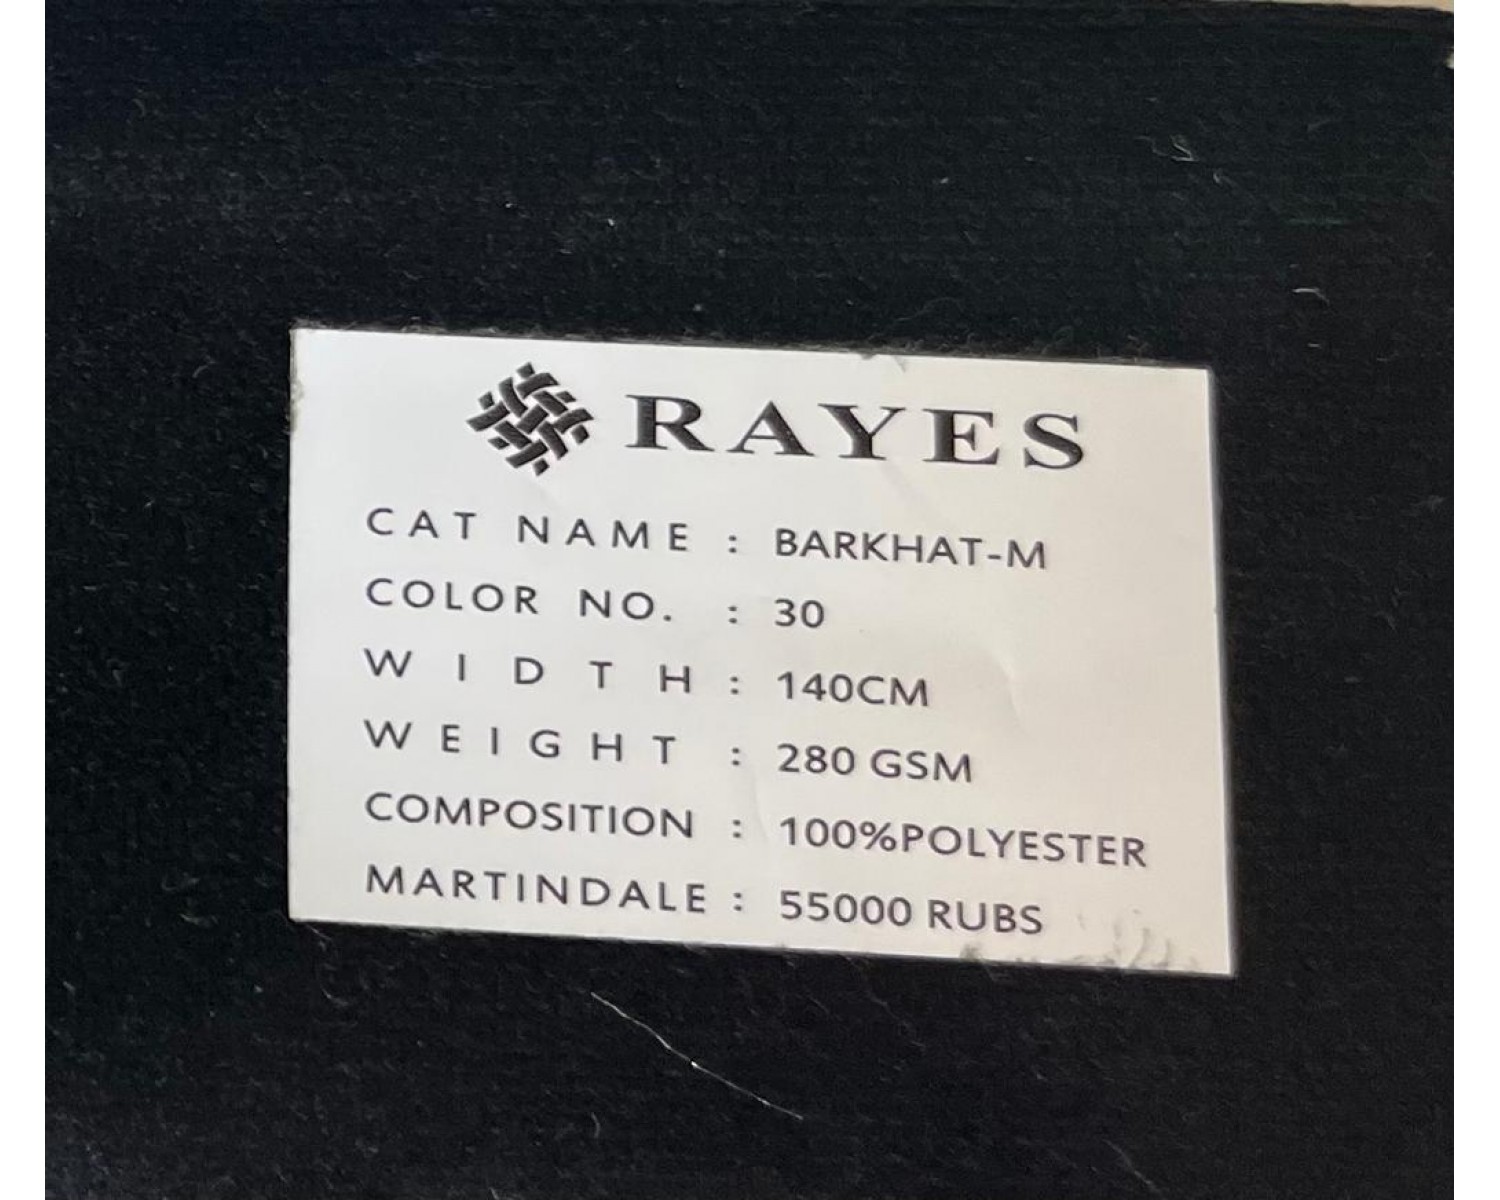 RAYES
CAT NAME : BARKHAT-M
COLOR NO. : 30
WIDTH : 140CM
WEIGHT : 280 GSM
COMPOSITION : 100%POLYESTER
MARTINDALE : 55000 RUBS